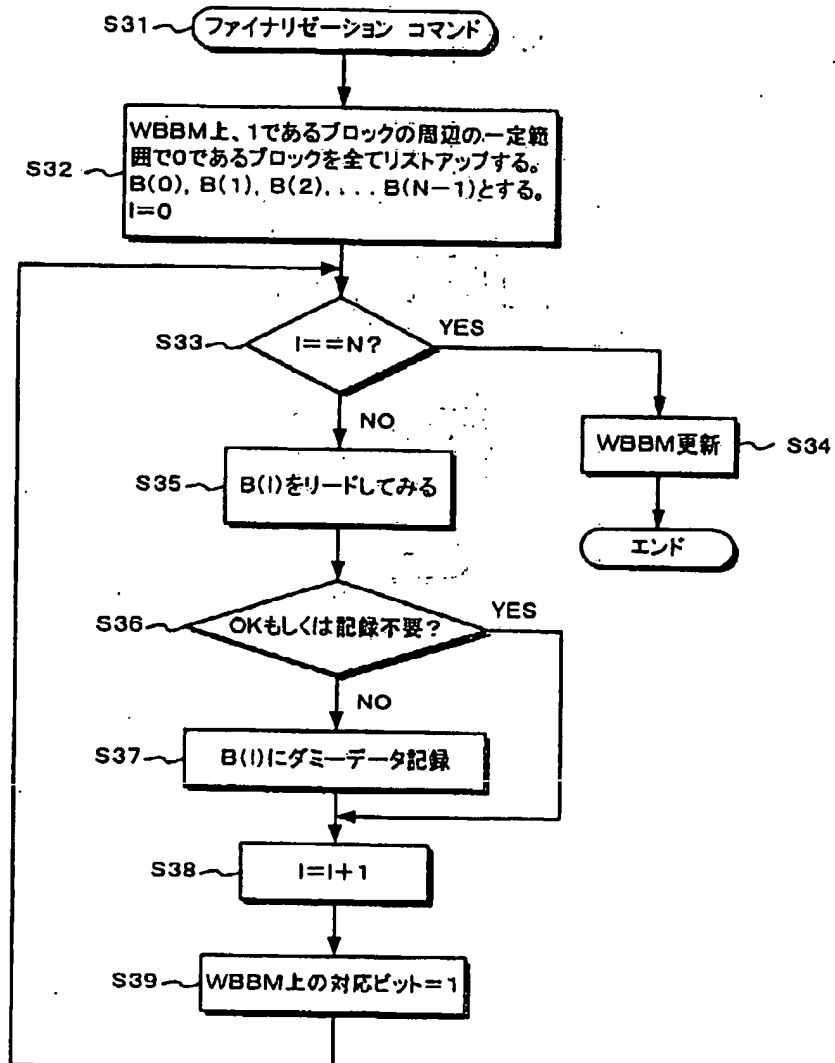 S31
ファイナリゼーション コマンド
S32
WBBM上、1であるブロックの周辺の一定範
囲で0であるブロックを全てリストアップする。
B(0), B(1), B(2), ... B(N-1)とする。
I=0
S33
I==N?
YES
NO
WBBM更新
S34
エンド
S35
B(I)をリードしてみる
S36
OKもしくは記録不要?
YES
NO
S37
B(I)にダミーデータ記録
S38
I=I+1
S39
WBBM上の対応ビット=1